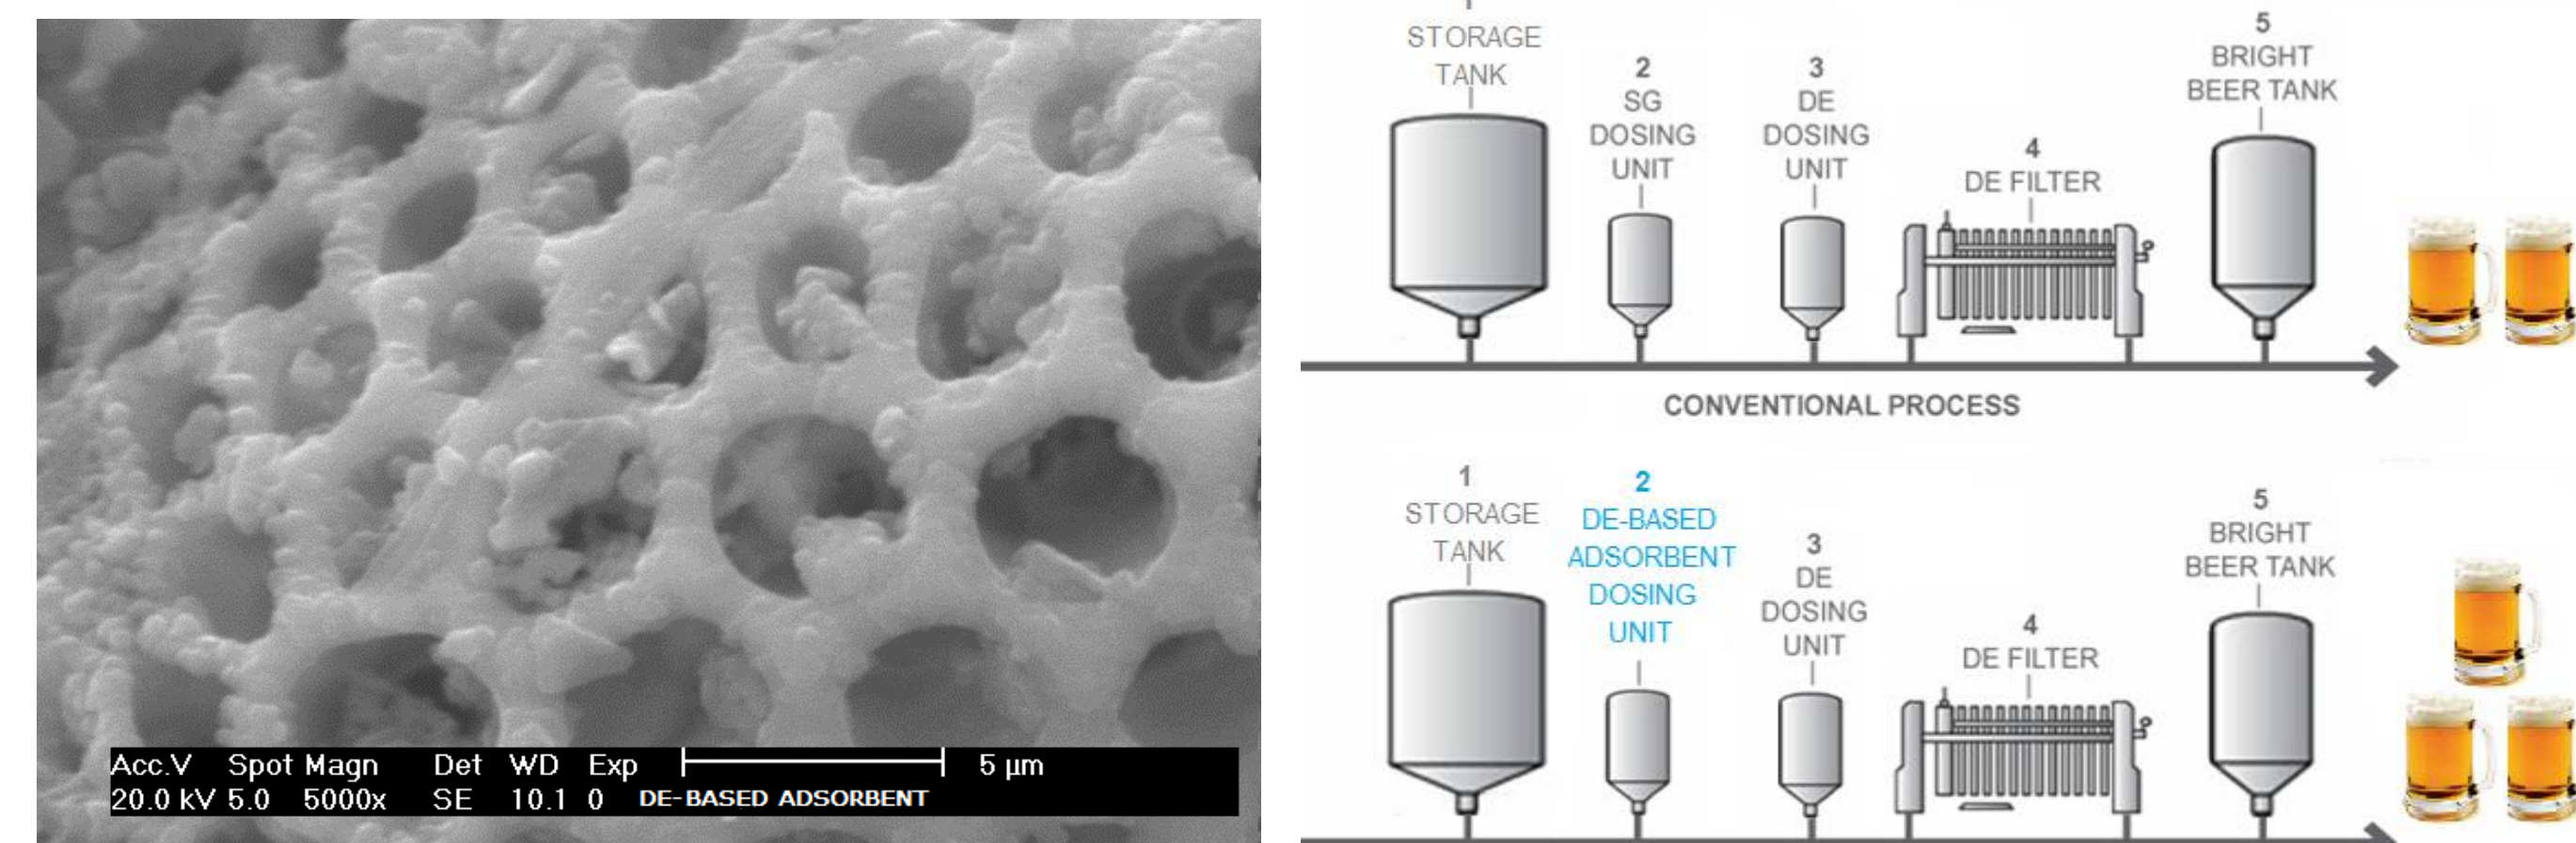 Acc.V Spot Magn Det WD Exp 5 µm
20.0 kV 5.0 5000x SE 10.1 0 DE-BASED ADSORBENT
STORAGE
TANK
2
SG
DOSING
UNIT
3
DE
DOSING
UNIT
4
DE FILTER
5
BRIGHT
BEER TANK
CONVENTIONAL PROCESS
1
STORAGE
TANK
2
DE-BASED
ADSORBENT
DOSING
UNIT
3
DE
DOSING
UNIT
4
DE FILTER
5
BRIGHT
BEER TANK